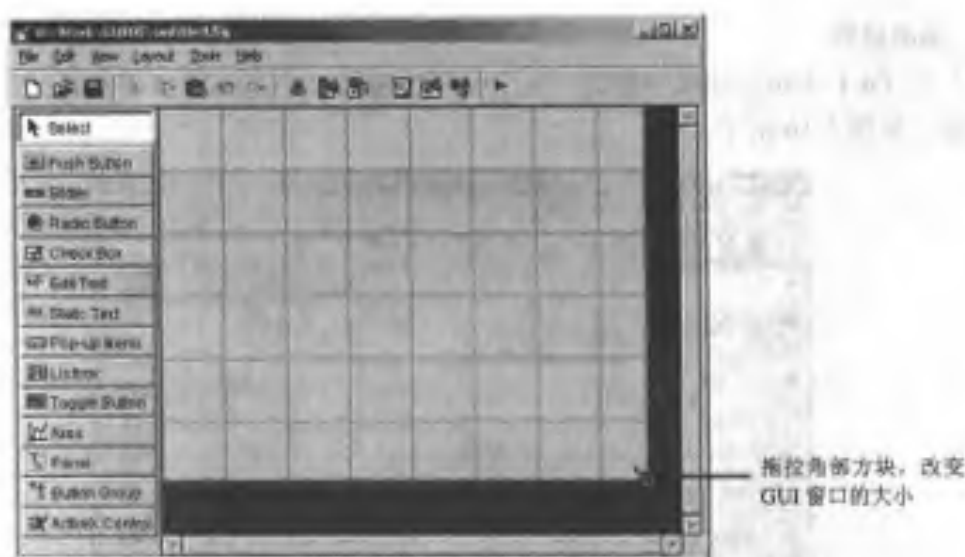 File Edit View Layout Tools Help
Select
Push Button
Slider
Radio Button
Check Box
Edit Text
Static Text
Pop-up Menu
Listbox
Toggle Button
Axes
Panel
Button Group
ActiveX Control
拖拉角部方块，改变
GUI 窗口的大小